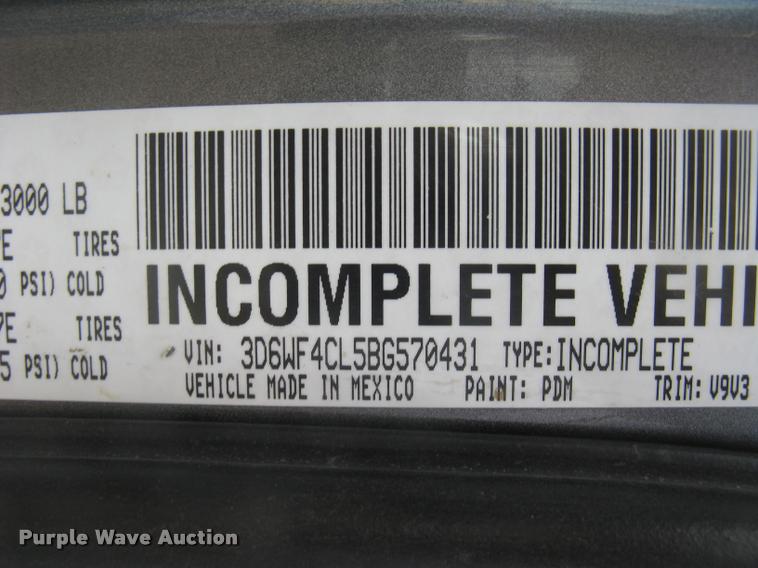 3000 LB
E TIRES
0 PSI) COLD
7E TIRES
5 PSI) COLD
INCOMPLETE VEHI
VIN: 3D6WF4CL5BG570431 TYPE: INCOMPLETE
VEHICLE MADE IN MEXICO PAINT: PDM TRIM: V9V3
Purple Wave Auction